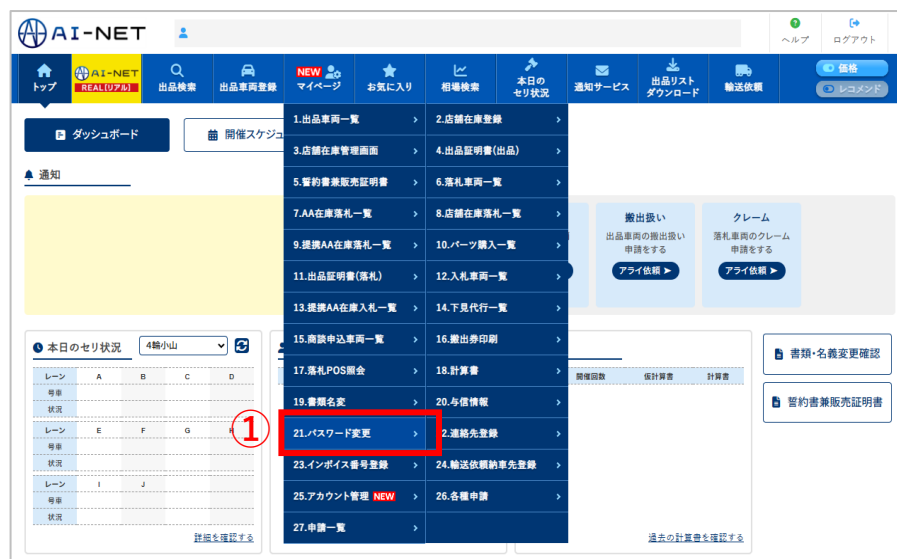 AI-NET
ヘルプ
ログアウト
トップ
AI-NET
REAL(リアル)
出品検索
出品車両登録
NEW
マイページ
お気に入り
相場検索
本日の
セリ状況
通知サービス
出品リスト
ダウンロード
輸送依頼
価格
レコメンド
ダッシュボード
開催スケジュ
1.出品車両一覧
2.店舗在庫登録
3.店舗在庫管理画面
4.出品証明書(出品)
5.誓約書兼販売証明書
6.落札車両一覧
7.AA在庫落札一覧
8.店舗在庫落札一覧
9.提携AA在庫落札一覧
10.パーツ購入一覧
11.出品証明書(落札)
12.入札車両一覧
13.提携AA在庫入札一覧
14.下見代行一覧
15.商談申込車両一覧
16.搬出券印刷
17.落札POS照会
18.計算書
19.書類名変
20.与信情報
①
21.パスワード変更
2.連絡先登録
23.インボイス番号登録
24.輸送依頼納車先登録
25.アカウント管理 NEW
26.各種申請
27.申請一覧
通知
搬出扱い
出品車両の搬出扱い
申請をする
アライ依頼 ➤
クレーム
落札車両のクレーム
申請をする
アライ依頼 ➤
本日のセリ状況
4輪小山
レーン A B C D
号車
状況
レーン E F G H
号車
状況
レーン I J
号車
状況
詳細を確認する
開催回数 仮計算書 計算書
過去の計算書を確認する
書類・名義変更確認
誓約書兼販売証明書